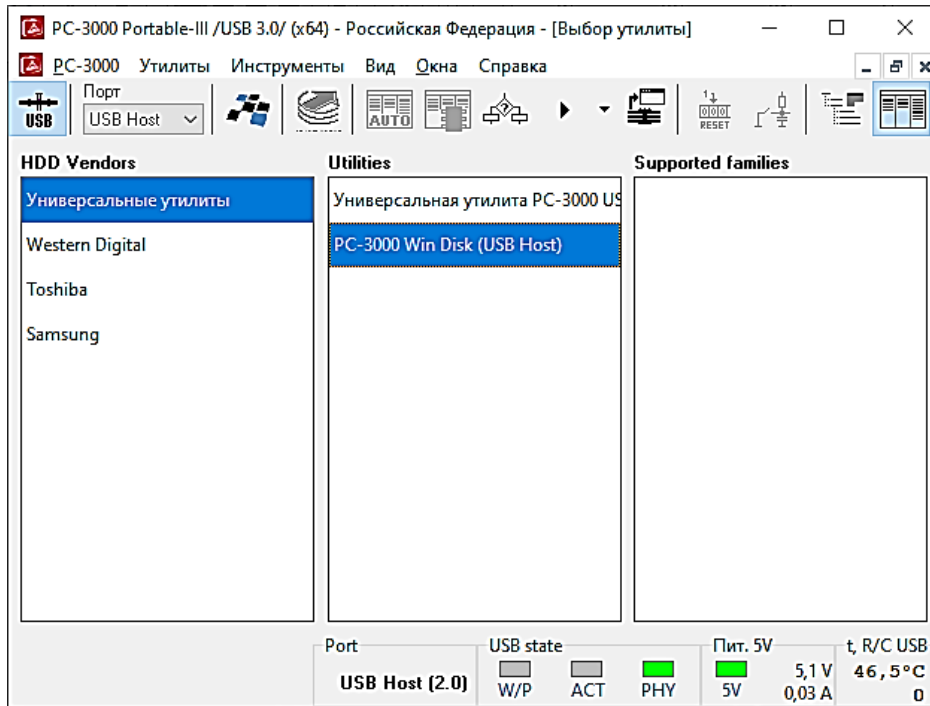 PC-3000 Portable-III /USB 3.0/ (x64) - Российская Федерация - [Выбор утилиты]
PC-3000 Утилиты Инструменты Вид Окна Справка
USB
Порт
USB Host
AUTO
RESET
HDD Vendors
Универсальные утилиты
Western Digital
Toshiba
Samsung
Utilities
Универсальная утилита PC-3000 US
PC-3000 Win Disk (USB Host)
Supported families
Port
USB Host (2.0)
USB state
W/P ACT PHY
Пит. 5V
5V
5,1 V
0,03 A
t, R/C USB
46,5°C
0